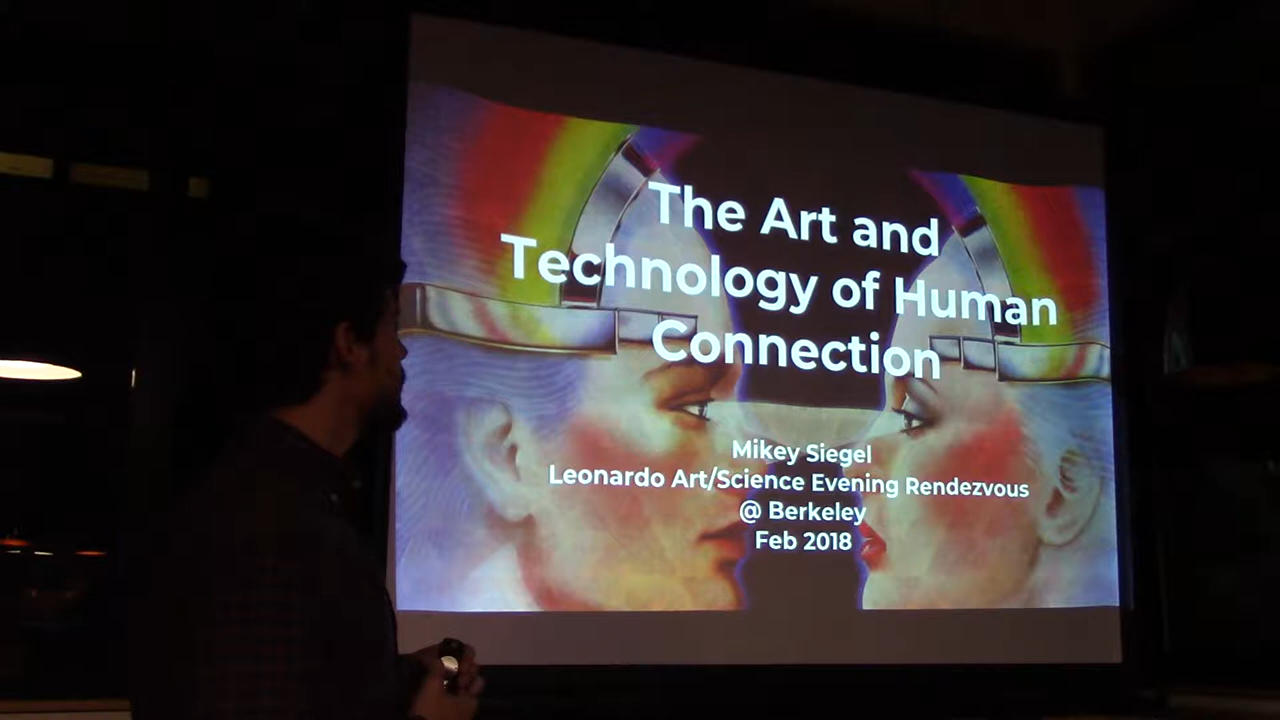 The Art and
Technology of Human
Connection
Mikey Siegel
Leonardo Art/Science Evening Rendezvous
@ Berkeley
Feb 2018